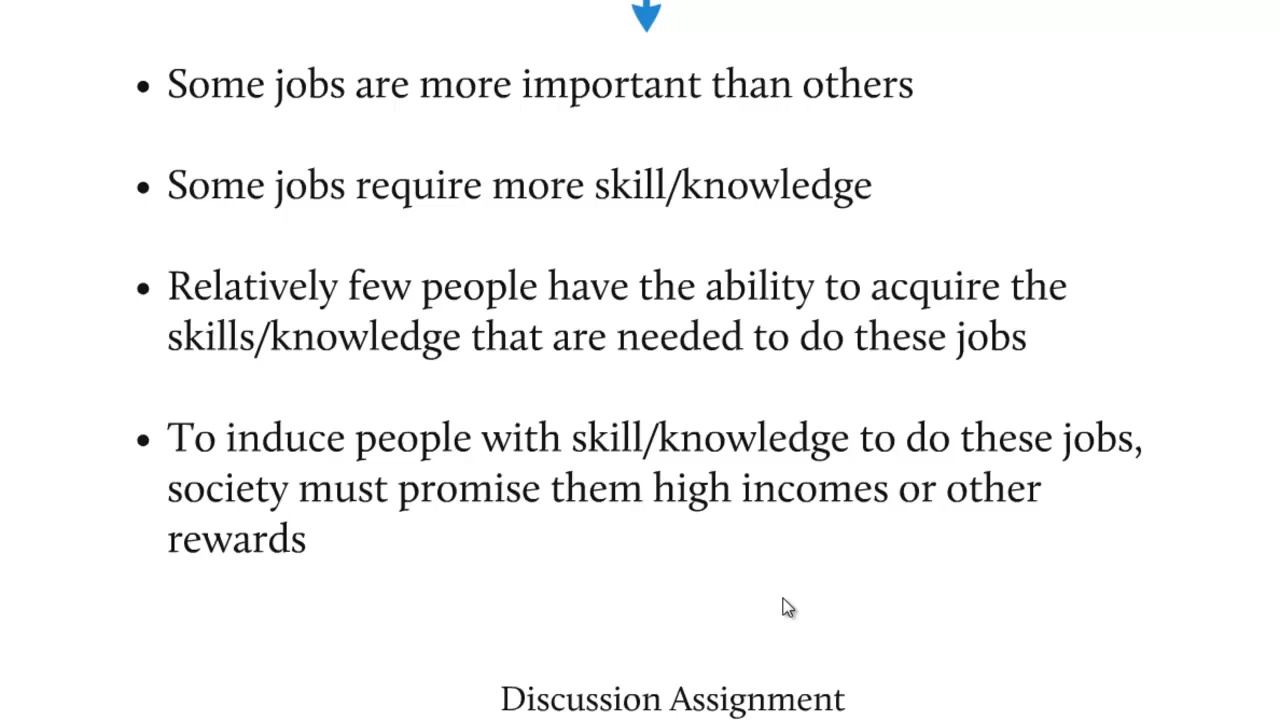 • Some jobs are more important than others
• Some jobs require more skill/knowledge
• Relatively few people have the ability to acquire the
skills/knowledge that are needed to do these jobs
• To induce people with skill/knowledge to do these jobs,
society must promise them high incomes or other
rewards
Discussion Assignment